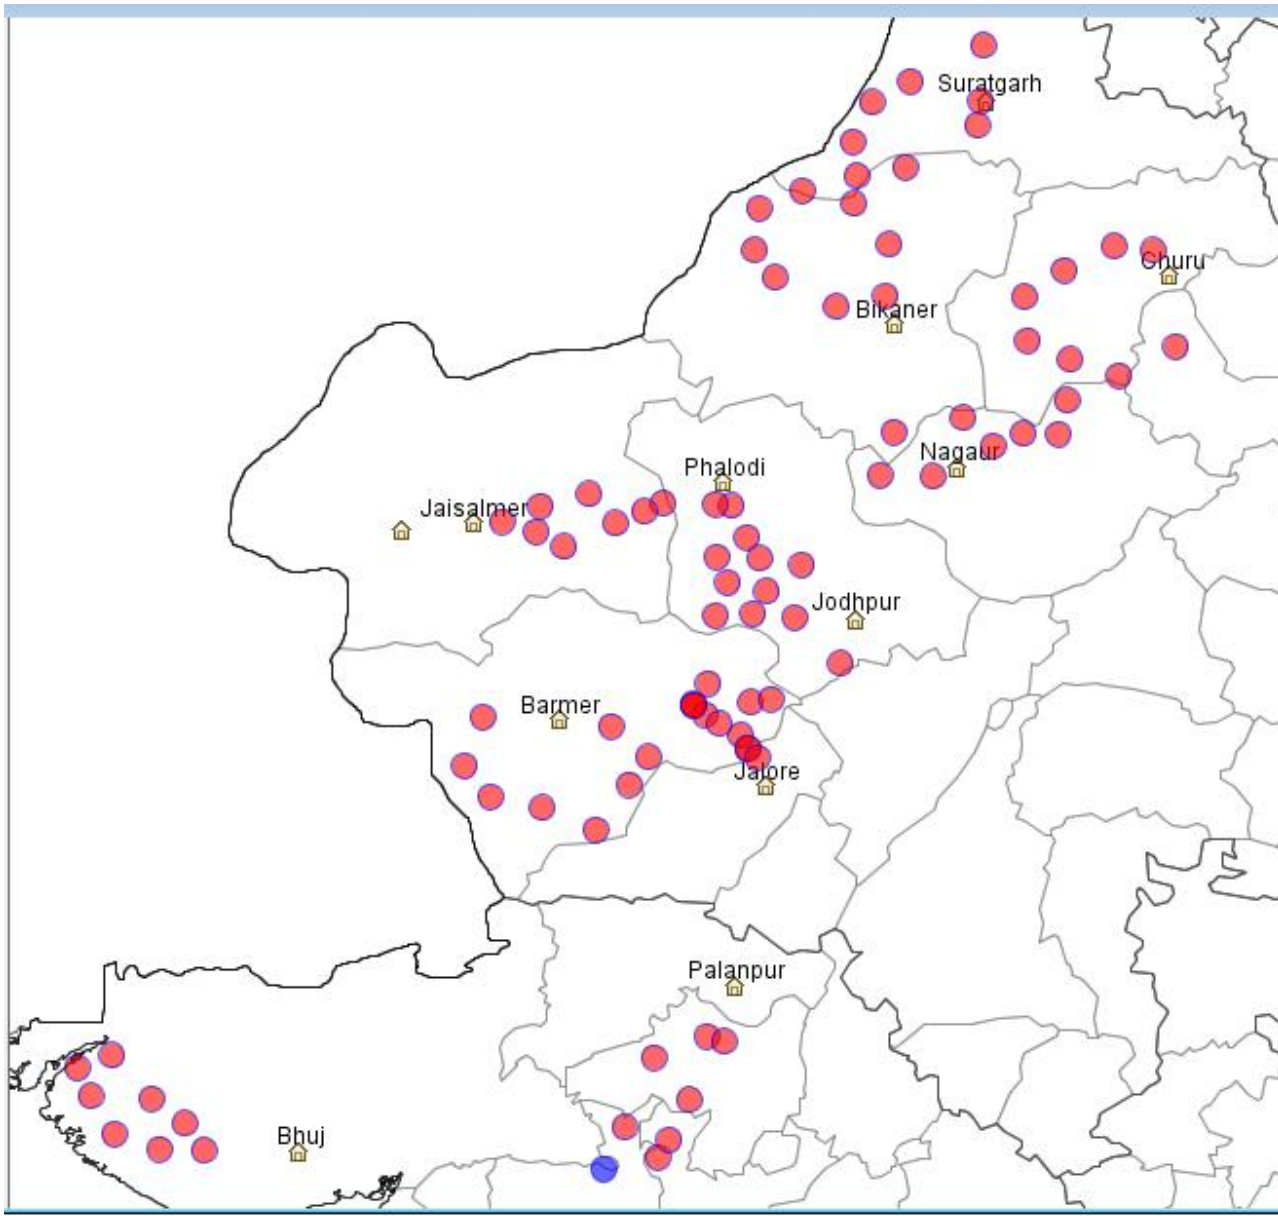 Suratgarh
Churu
Bikaner
Nagaur
Phalodi
Jaisalmer
Jodhpur
Barmer
Jalore
Palanpur
Bhuj